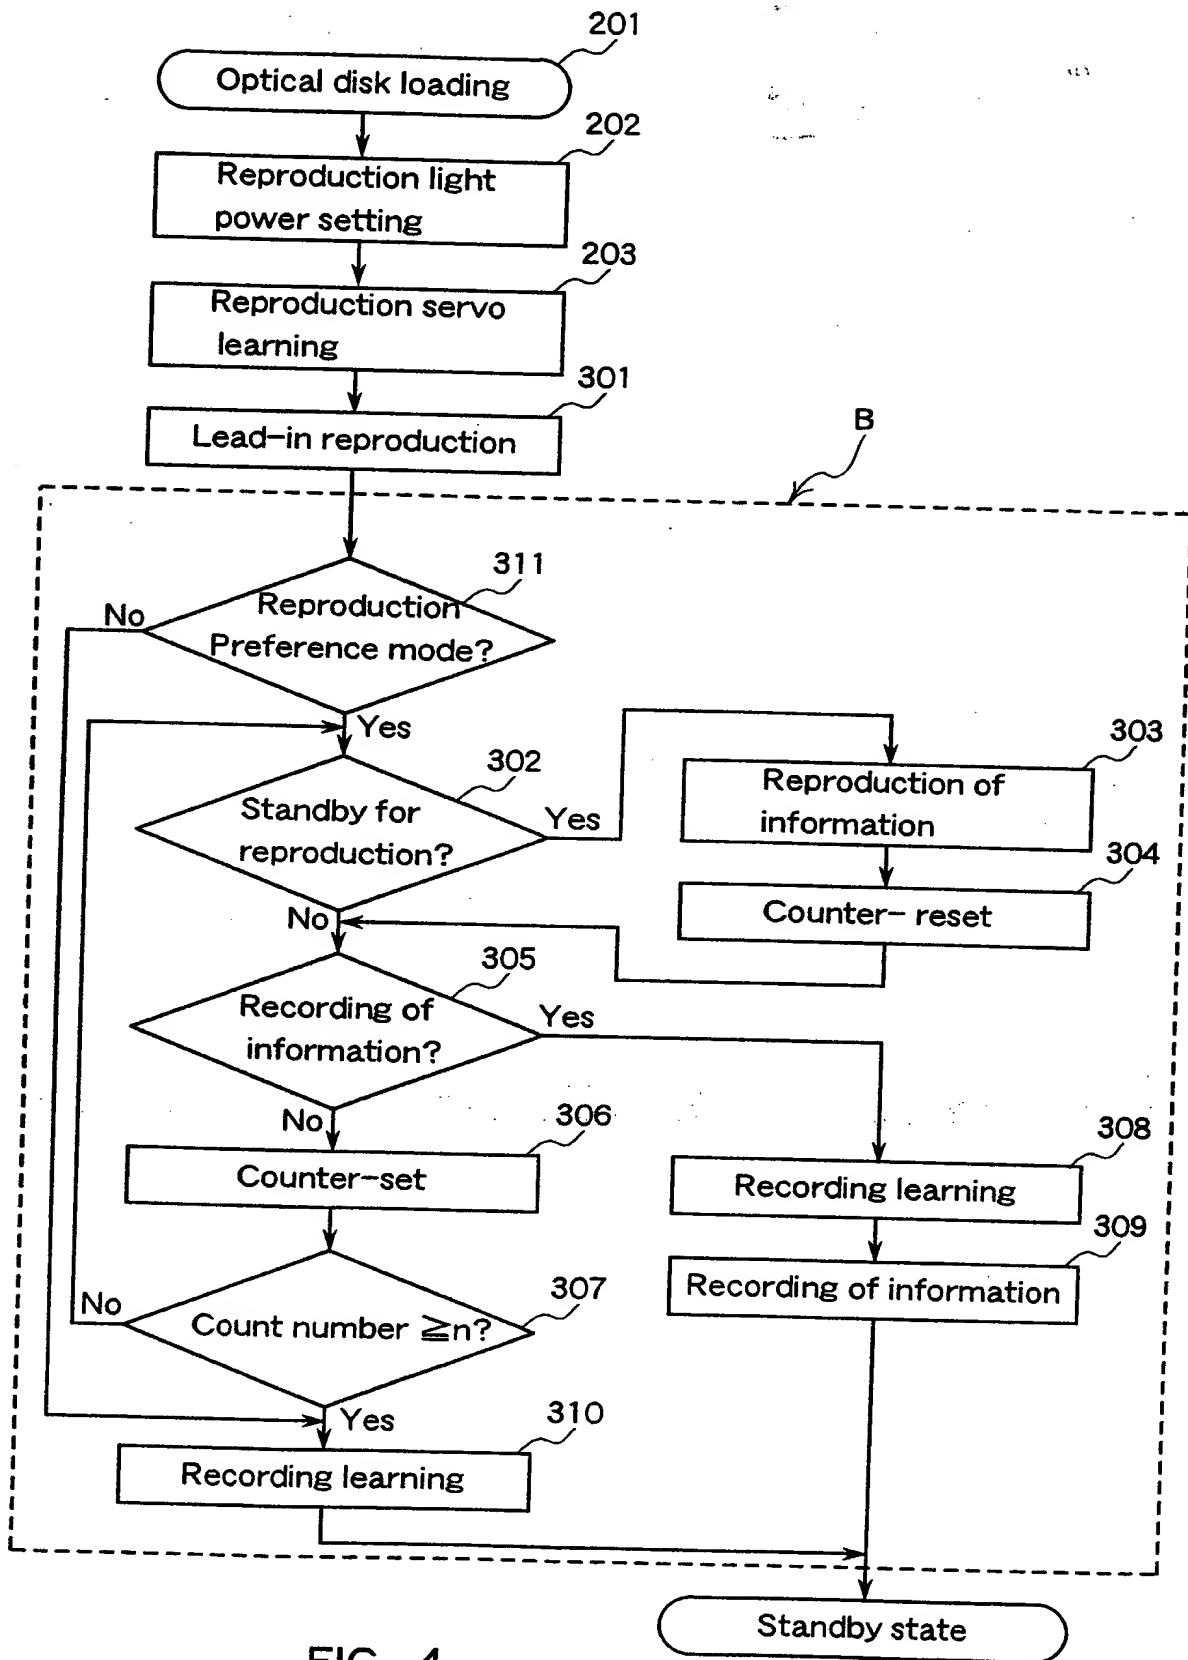 201
Optical disk loading
202
Reproduction light
power setting
203
Reproduction servo
learning
301
Lead-in reproduction
B
311
Reproduction
Preference mode?
No
Yes
302
Standby for
reproduction?
Yes
303
Reproduction of
information
304
Counter- reset
No
305
Recording of
information?
Yes
No
306
Counter-set
308
Recording learning
309
Recording of information
307
Count number ≧n?
No
Yes
310
Recording learning
Standby state
FIG. 4